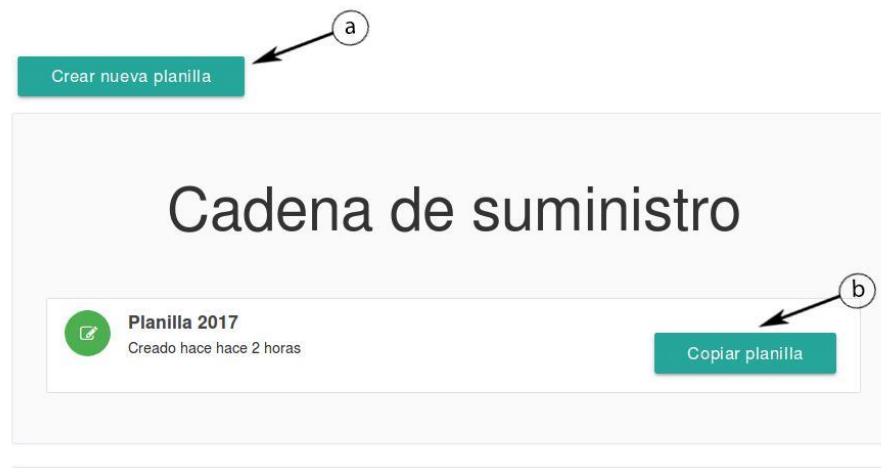 a
Crear nueva planilla
Cadena de suministro
b
Planilla 2017
Creado hace hace 2 horas
Copiar planilla